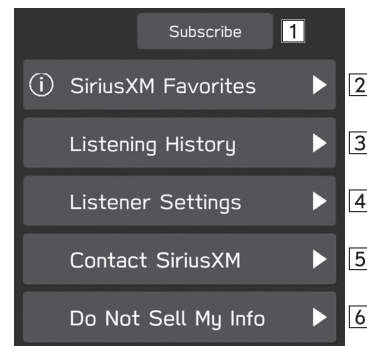 Subscribe 1
SiriusXM Favorites 2
Listening History 3
Listener Settings 4
Contact SiriusXM 5
Do Not Sell My Info 6